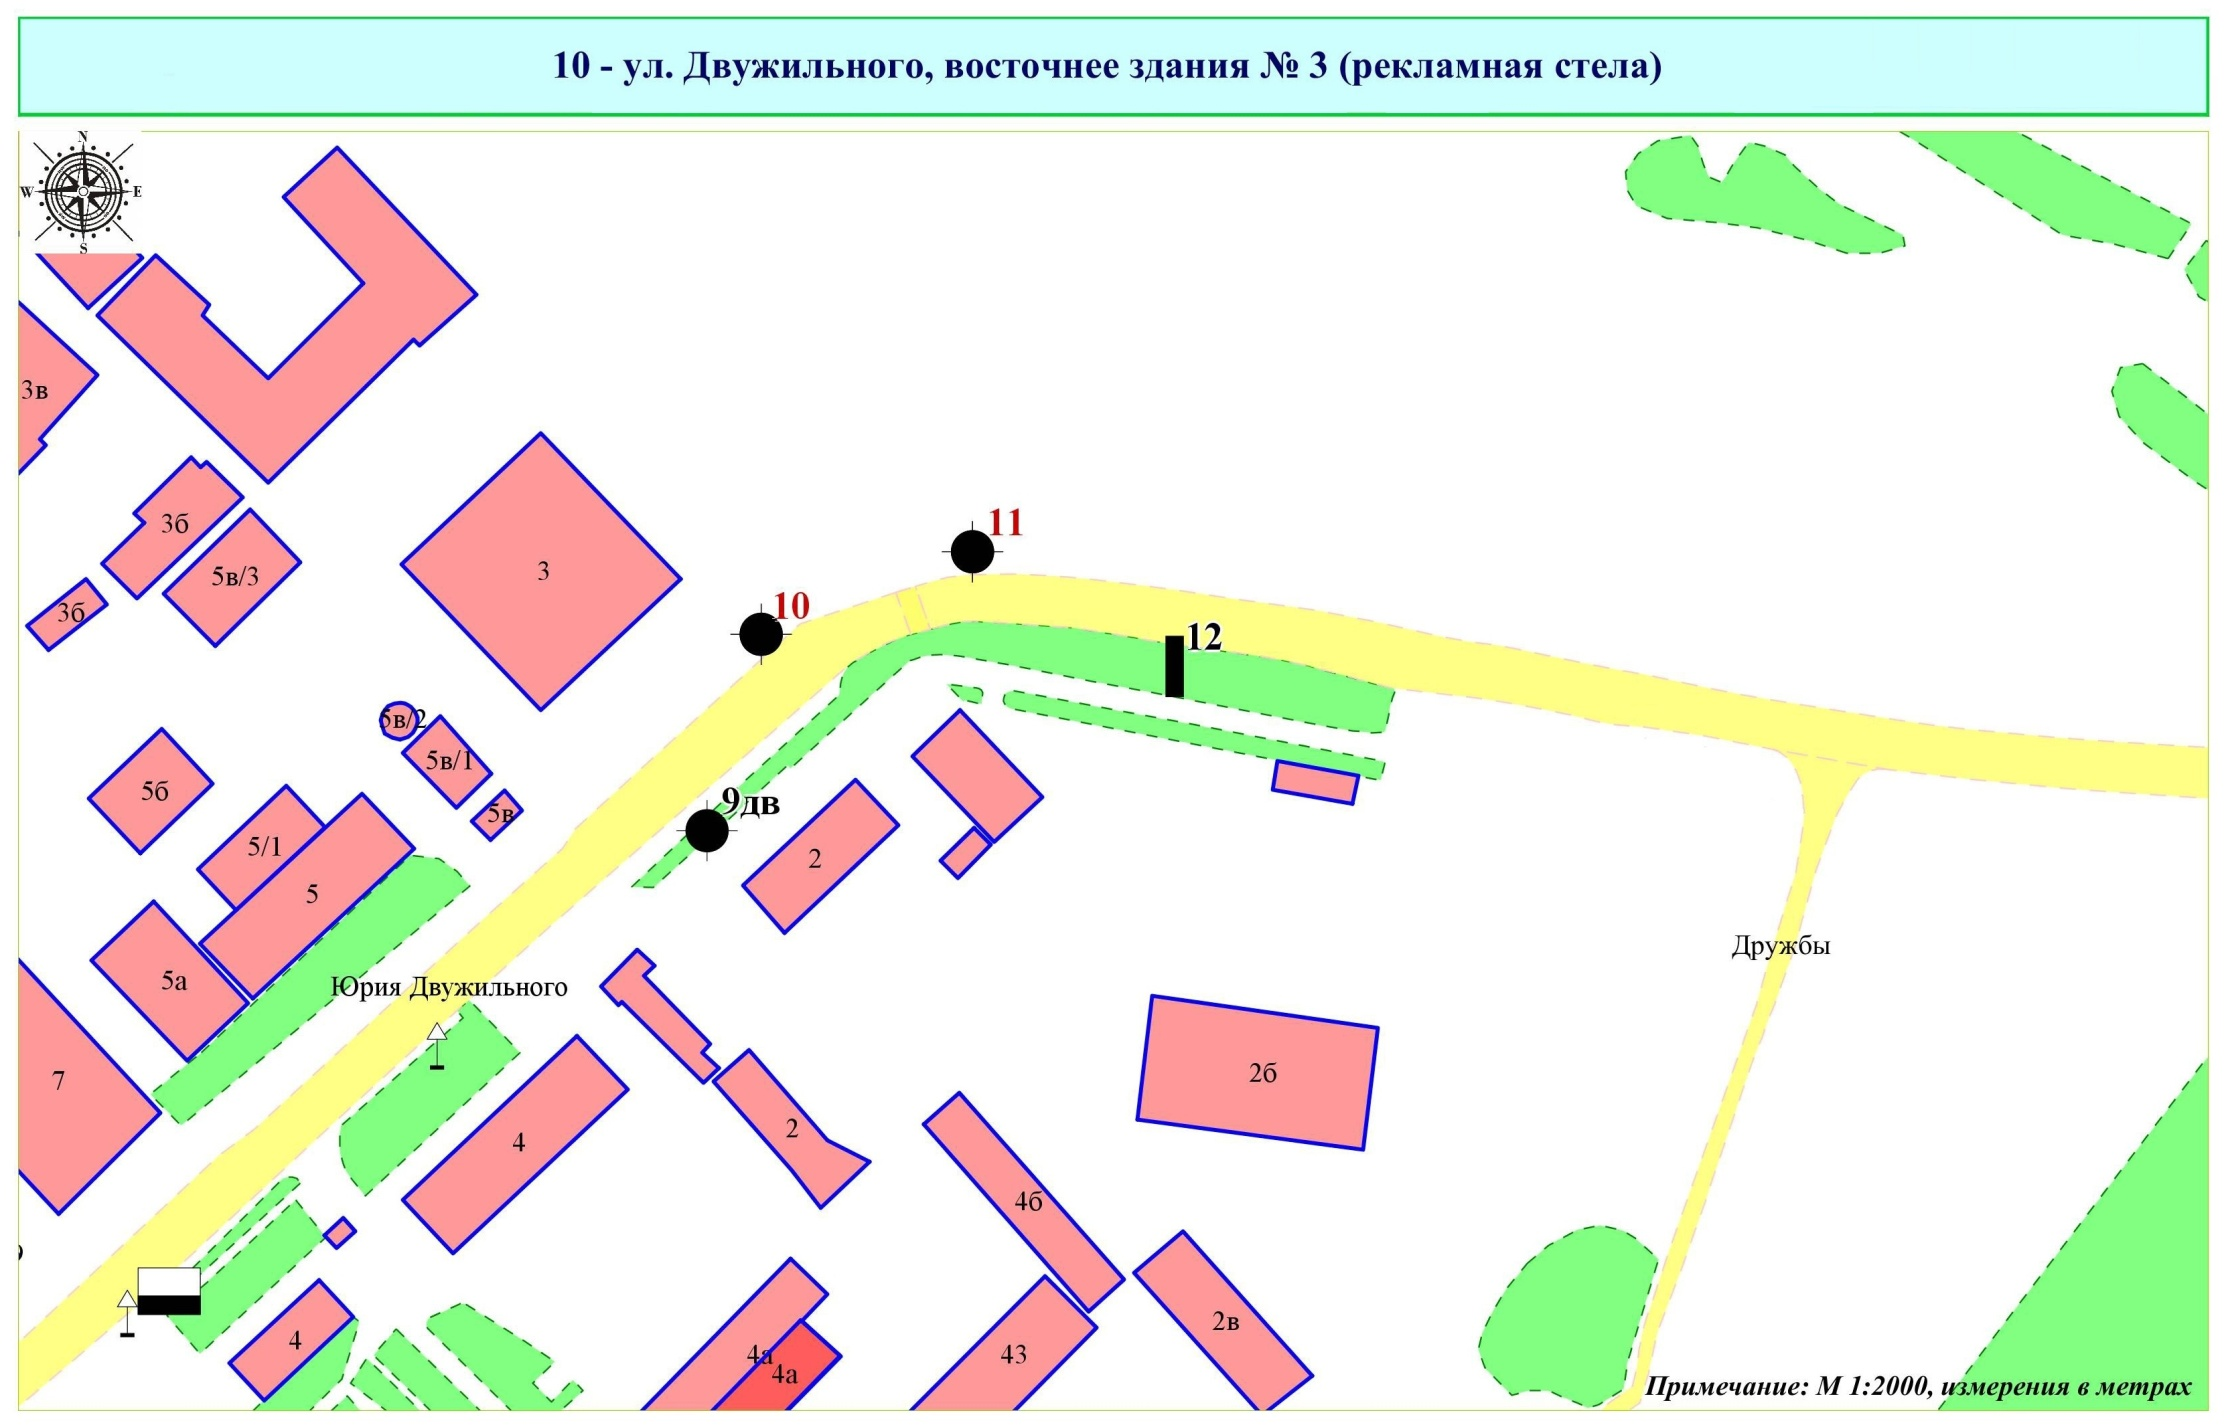 10 - ул. Двужильного, восточнее здания № 3 (рекламная стела)
N
W E
S
3в
3б
5в/3
3б
3
11
10
12
5в/2
5в/1
5б
5в
9дв
5/1
2
5
5а
Юрия Двужильного
Дружбы
7
2б
4
2
4б
2в
4
4а
43
4а
Примечание: М 1:2000, измерения в метрах